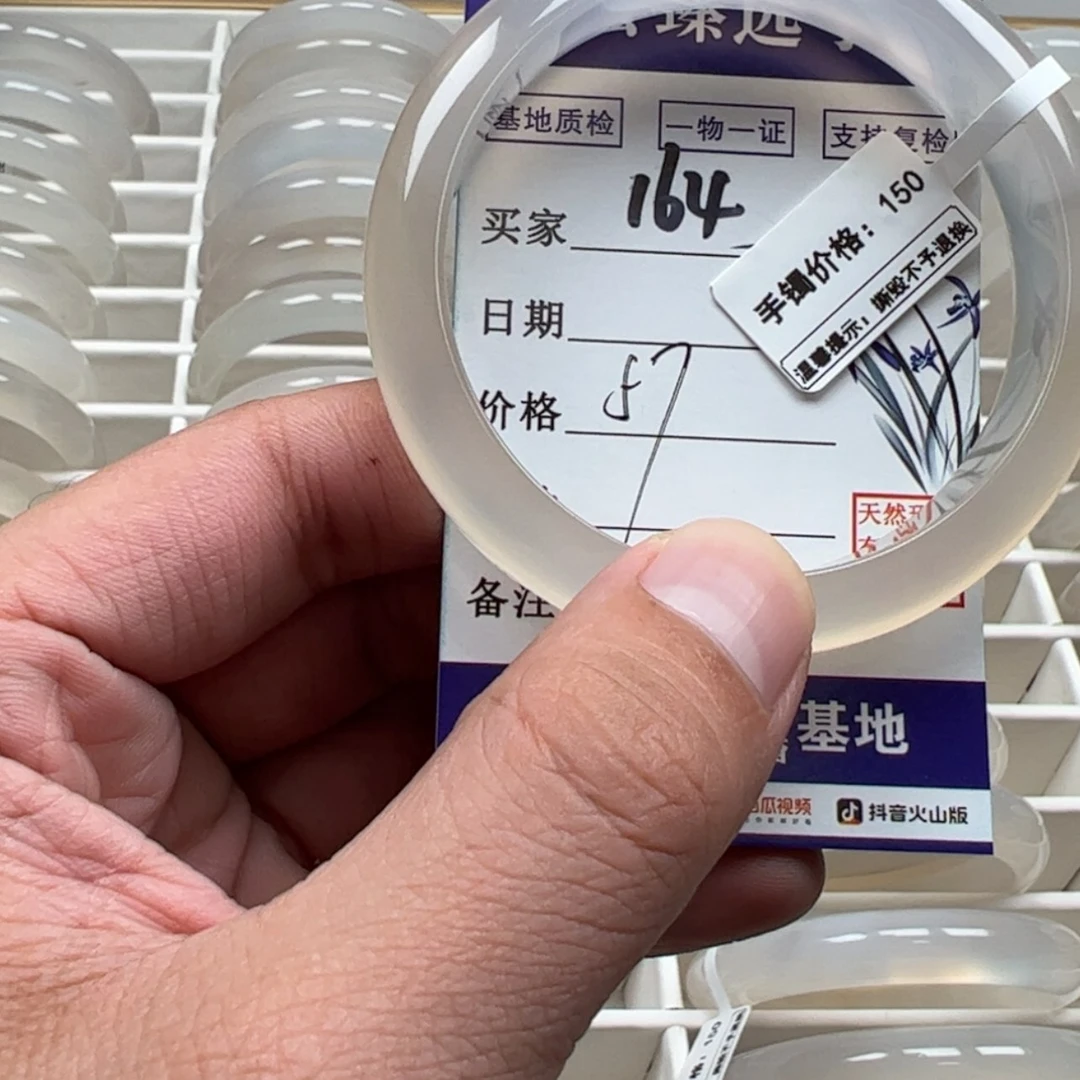 基地质检 一物一证 支持复检
买家 164
日期
价格 57
备注
手镯价格：150
温馨提示：撕毁不予退换
天然
基地
西瓜视频 抖音火山版